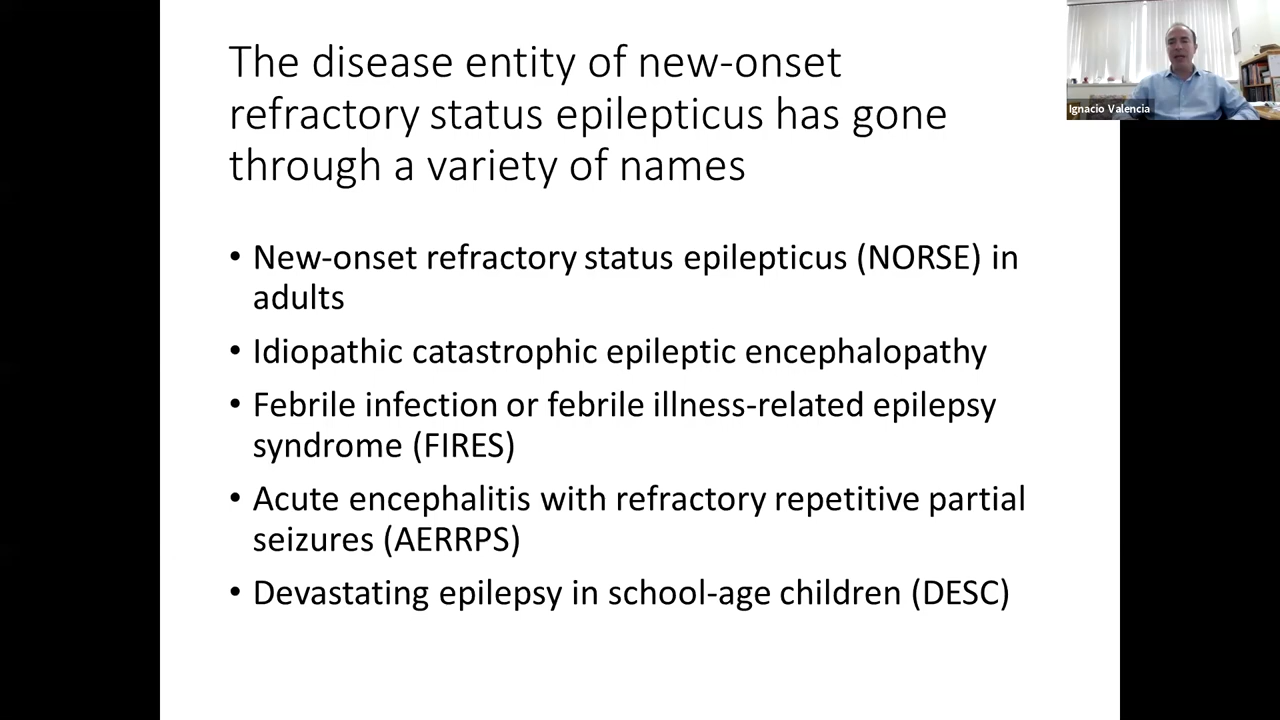 The disease entity of new-onset
refractory status epilepticus has gone
through a variety of names
• New-onset refractory status epilepticus (NORSE) in
adults
• Idiopathic catastrophic epileptic encephalopathy
• Febrile infection or febrile illness-related epilepsy
syndrome (FIRES)
• Acute encephalitis with refractory repetitive partial
seizures (AERRPS)
• Devastating epilepsy in school-age children (DESC)
Ignacio Valencia